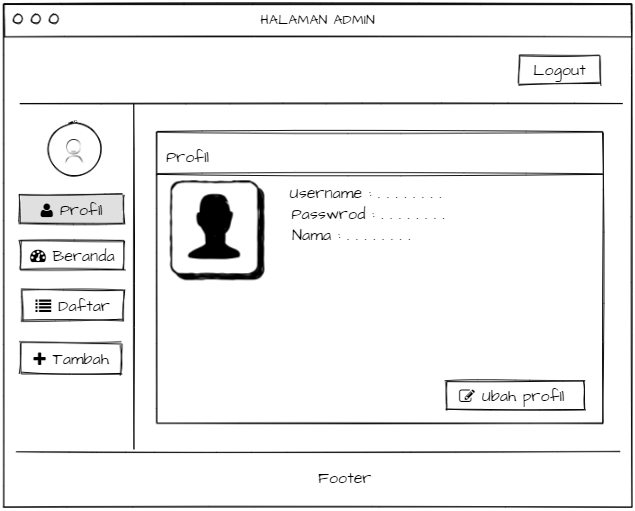 HALAMAN ADMIN
Logout
Profil
Beranda
Daftar
Tambah
Profil
Username : . . . . . . . .
Passwrod : . . . . . . . .
Nama : . . . . . . . .
Ubah profil
Footer